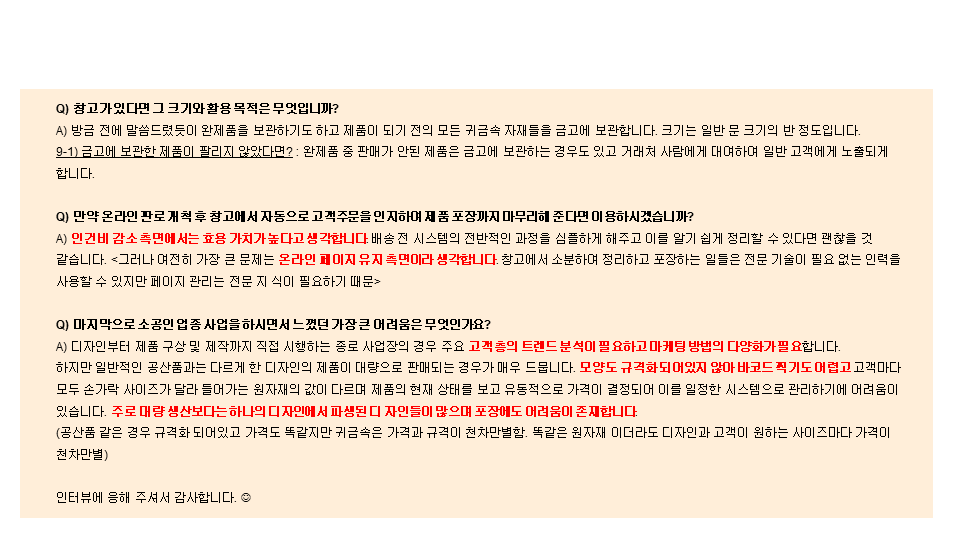 Q) 창고가 있다면 그 크기와 활용 목적은 무엇입니까?
A) 방금 전에 말씀드렸듯이 완제품을 보관하기도 하고 제품이 되기 전의 모든 귀금속 자재들을 금고에 보관합니다. 크기는 일반 문 크기의 반 정도입니다.
9-1) 금고에 보관한 제품이 팔리지 않았다면? : 완제품 중 판매가 안된 제품은 금고에 보관하는 경우도 있고 거래처 사람에게 대여하여 일반 고객에게 노출되게
합니다.
Q) 만약 온라인 판로 개척 후 창고에서 자동으로 고객주문을 인지하여 제품 포장까지 마무리해 준다면 이용하시겠습니까?
A) 인건비 감소 측면에서는 효용 가치가 높다고 생각합니다. 배송 전 시스템의 전반적인 과정을 심플하게 해주고 이를 알기 쉽게 정리할 수 있다면 괜찮을 것
같습니다. <그러나 여전히 가장 큰 문제는 온라인 페이지 유지 측면이라 생각합니다. 창고에서 소분하여 정리하고 포장하는 일들은 전문 기술이 필요 없는 인력을
사용할 수 있지만 페이지 관리는 전문 지 식이 필요하기 때문>
Q) 마지막으로 소공인 업종 사업을 하시면서 느꼈던 가장 큰 어려움은 무엇인가요?
A) 디자인부터 제품 구상 및 제작까지 직접 시행하는 종로 사업장의 경우 주요 고객 층의 트렌드 분석이 필요하고 마케팅 방법의 다양화가 필요합니다.
하지만 일반적인 공산품과는 다르게 한 디자인의 제품이 대량으로 판매되는 경우가 매우 드뭅니다. 모양도 규격화 되어있지 않아 바코드 찍기도 어렵고 고객마다
모두 손가락 사이즈가 달라 들어가는 원자재의 값이 다르며 제품의 현재 상태를 보고 유동적으로 가격이 결정되어 이를 일정한 시스템으로 관리하기에 어려움이
있습니다. 주로 대량 생산보다는 하나의 디자인에서 파생된 디 자인들이 많으며 포장에도 어려움이 존재합니다.
(공산품 같은 경우 규격화 되어있고 가격도 똑같지만 귀금속은 가격과 규격이 천차만별함. 똑같은 원자재 이더라도 디자인과 고객이 원하는 사이즈마다 가격이
천차만별)
인터뷰에 응해 주셔서 감사합니다. ☺